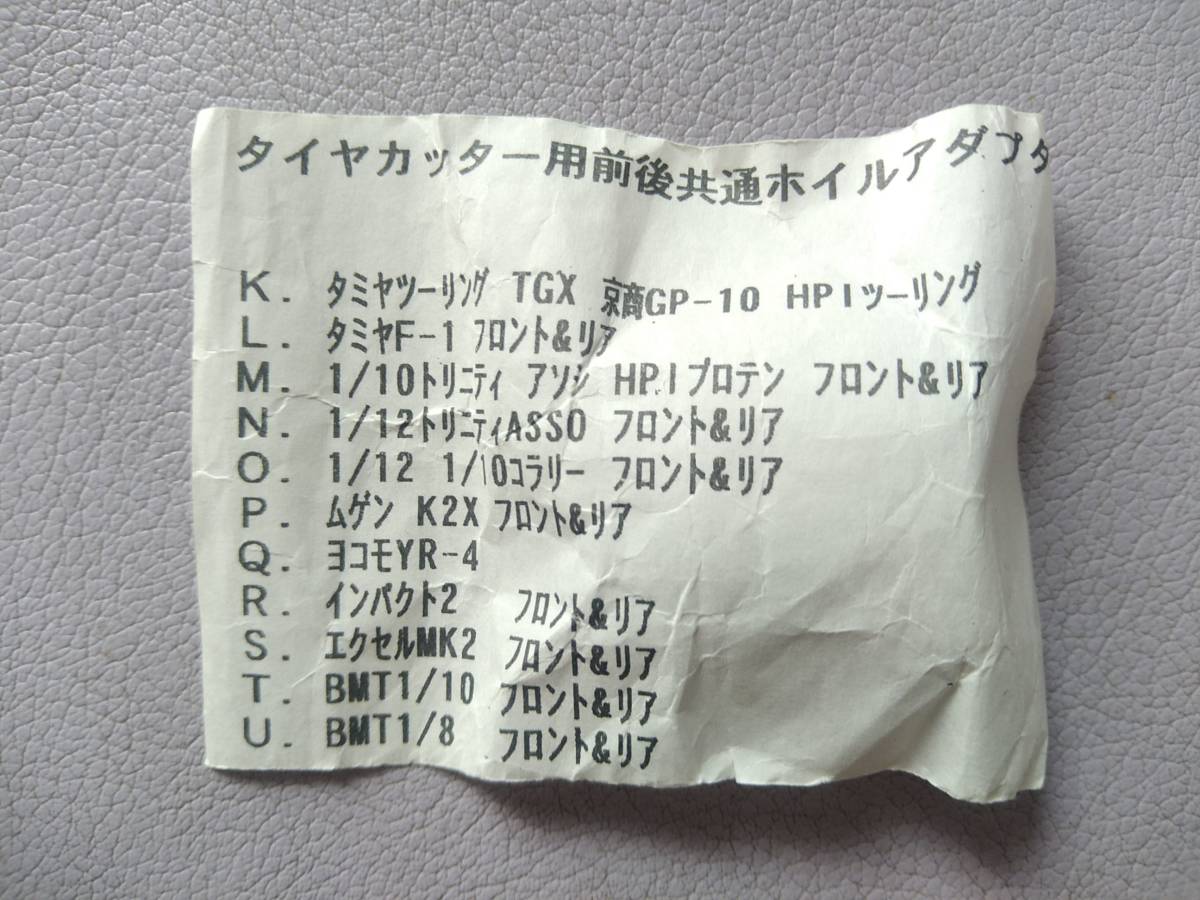 タイヤカッター用前後共通ホイルアダプタ
K. タミヤツーリング TGX 京商GP-10 HPIツーリング
L. タミヤF-1 フロント&リア
M. 1/10トリニティ アソシ HPIプロテン フロント&リア
N. 1/12トリニティASSO フロント&リア
O. 1/12 1/10コラリー フロント&リア
P. ムゲン K2X フロント&リア
Q. ヨコモYR-4
R. インパクト2 フロント&リア
S. エクセルMK2 フロント&リア
T. BMT1/10 フロント&リア
U. BMT1/8 フロント&リア